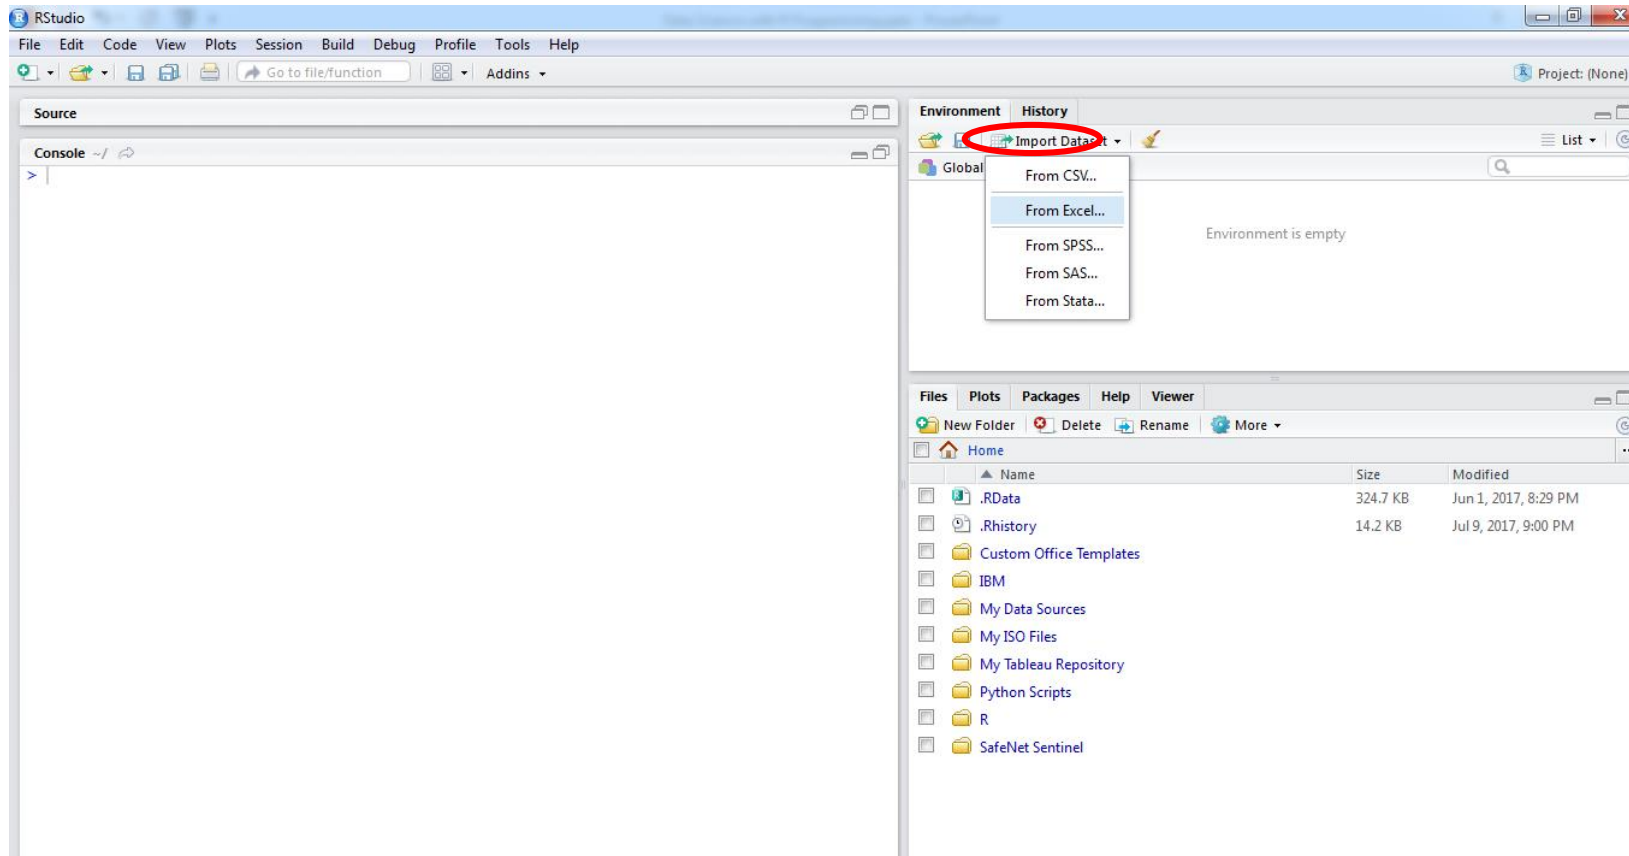 RStudio
File Edit Code View Plots Session Build Debug Profile Tools Help
Go to file/function Addins Project: (None)
Source
Console ~/
>
Environment History
Import Dataset List
Global
From CSV...
From Excel...
From SPSS...
From SAS...
From Stata...
Environment is empty
Files Plots Packages Help Viewer
New Folder Delete Rename More
Home
Name Size Modified
.RData 324.7 KB Jun 1, 2017, 8:29 PM
.Rhistory 14.2 KB Jul 9, 2017, 9:00 PM
Custom Office Templates
IBM
My Data Sources
My ISO Files
My Tableau Repository
Python Scripts
R
SafeNet Sentinel